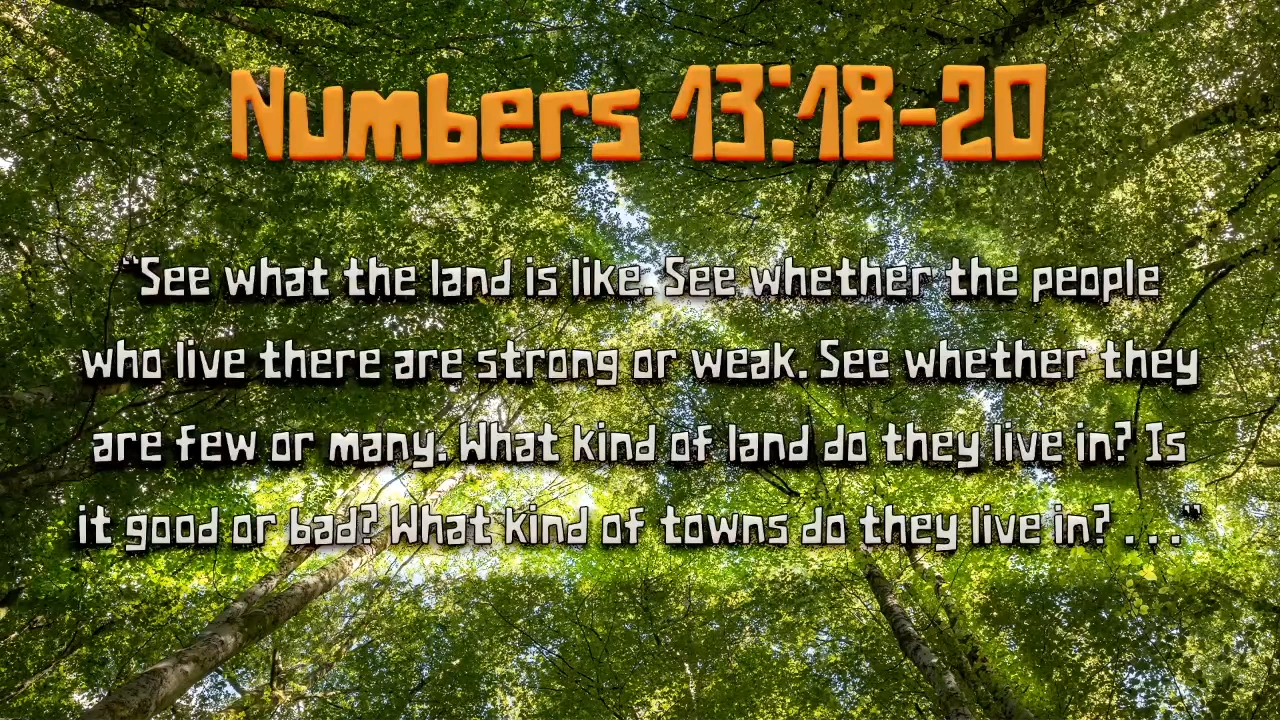 Numbers 13:18-20
“See what the land is like. See whether the people
who live there are strong or weak. See whether they
are few or many. What kind of land do they live in? Is
it good or bad? What kind of towns do they live in? . . .”